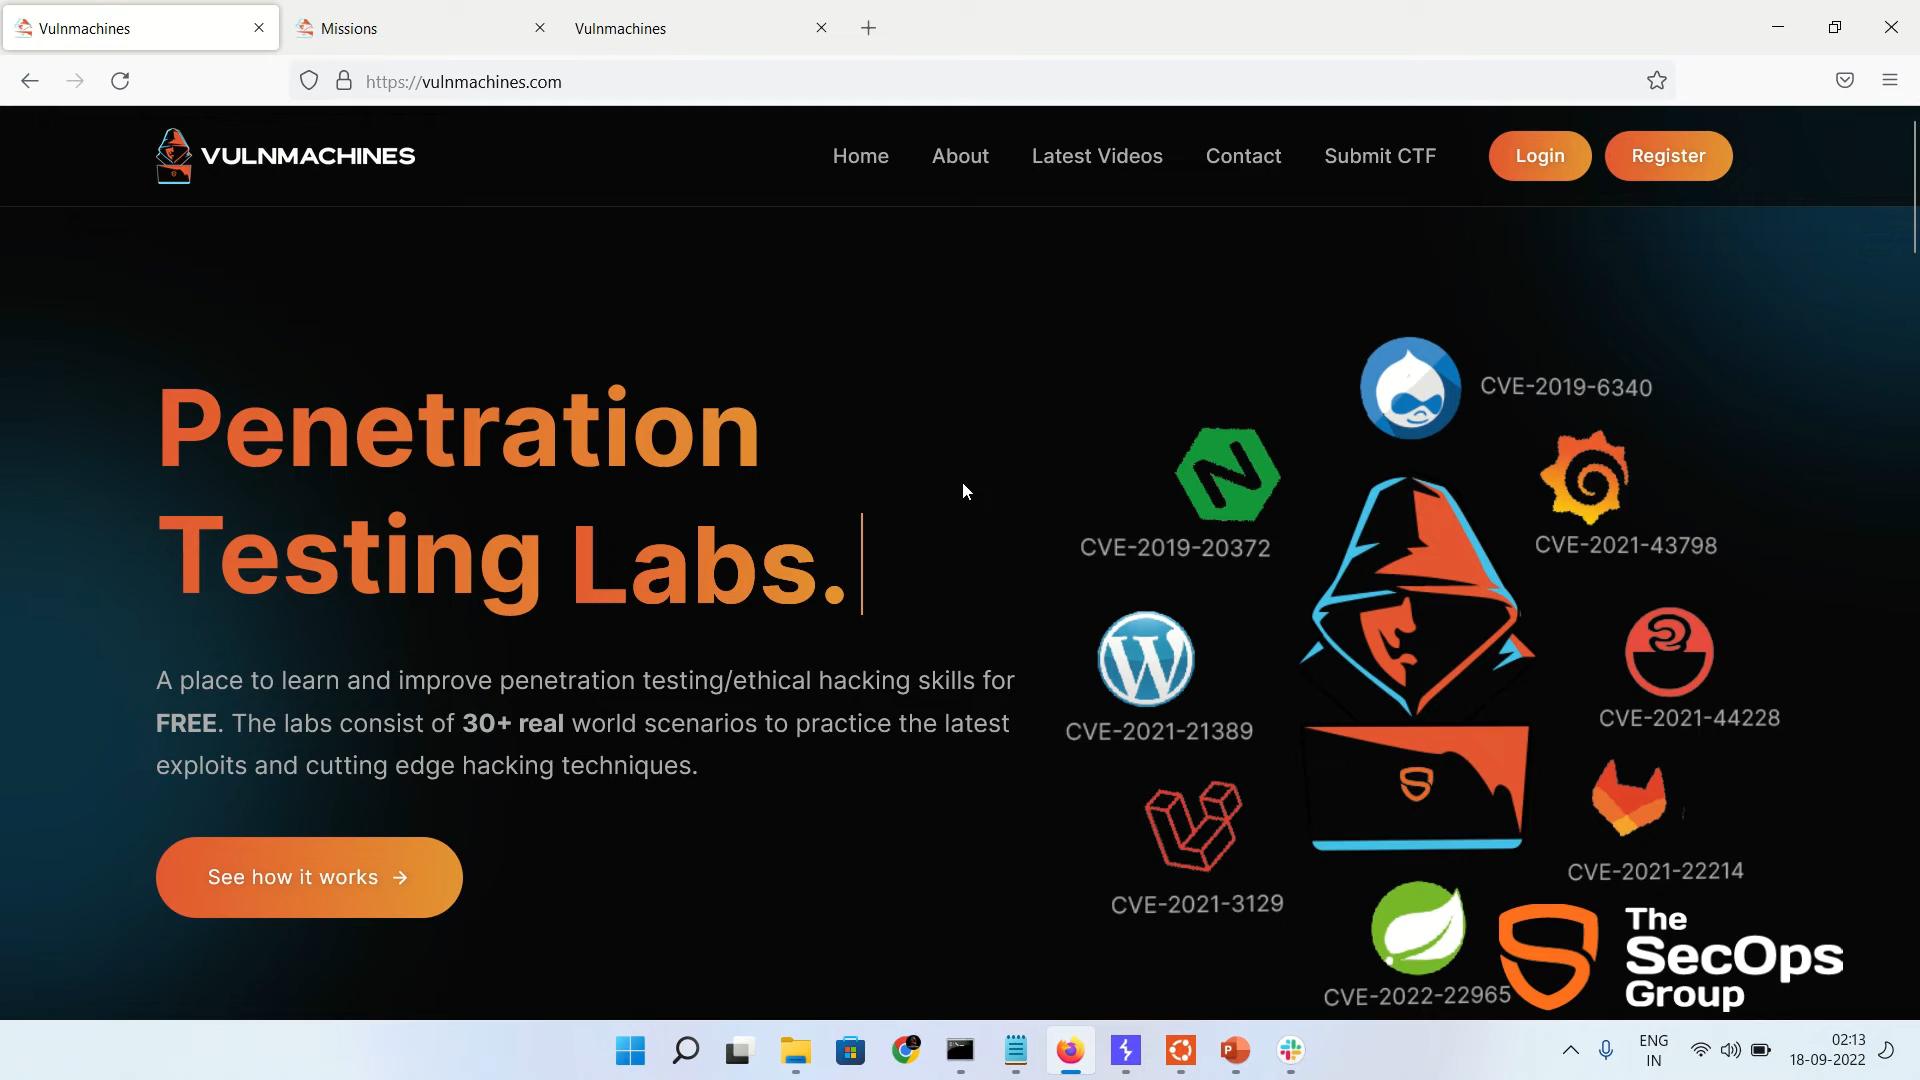 Vulnmachines
Missions
Vulnmachines
https://vulnmachines.com
VULNMACHINES
Home
About
Latest Videos
Contact
Submit CTF
Login
Register
Penetration
Testing Labs.
A place to learn and improve penetration testing/ethical hacking skills for
FREE. The labs consist of 30+ real world scenarios to practice the latest
exploits and cutting edge hacking techniques.
See how it works →
CVE-2019-6340
CVE-2019-20372
CVE-2021-43798
CVE-2021-21389
CVE-2021-44228
CVE-2021-3129
CVE-2021-22214
CVE-2022-22965
The
SecOps
Group
ENG
IN
02:13
18-09-2022